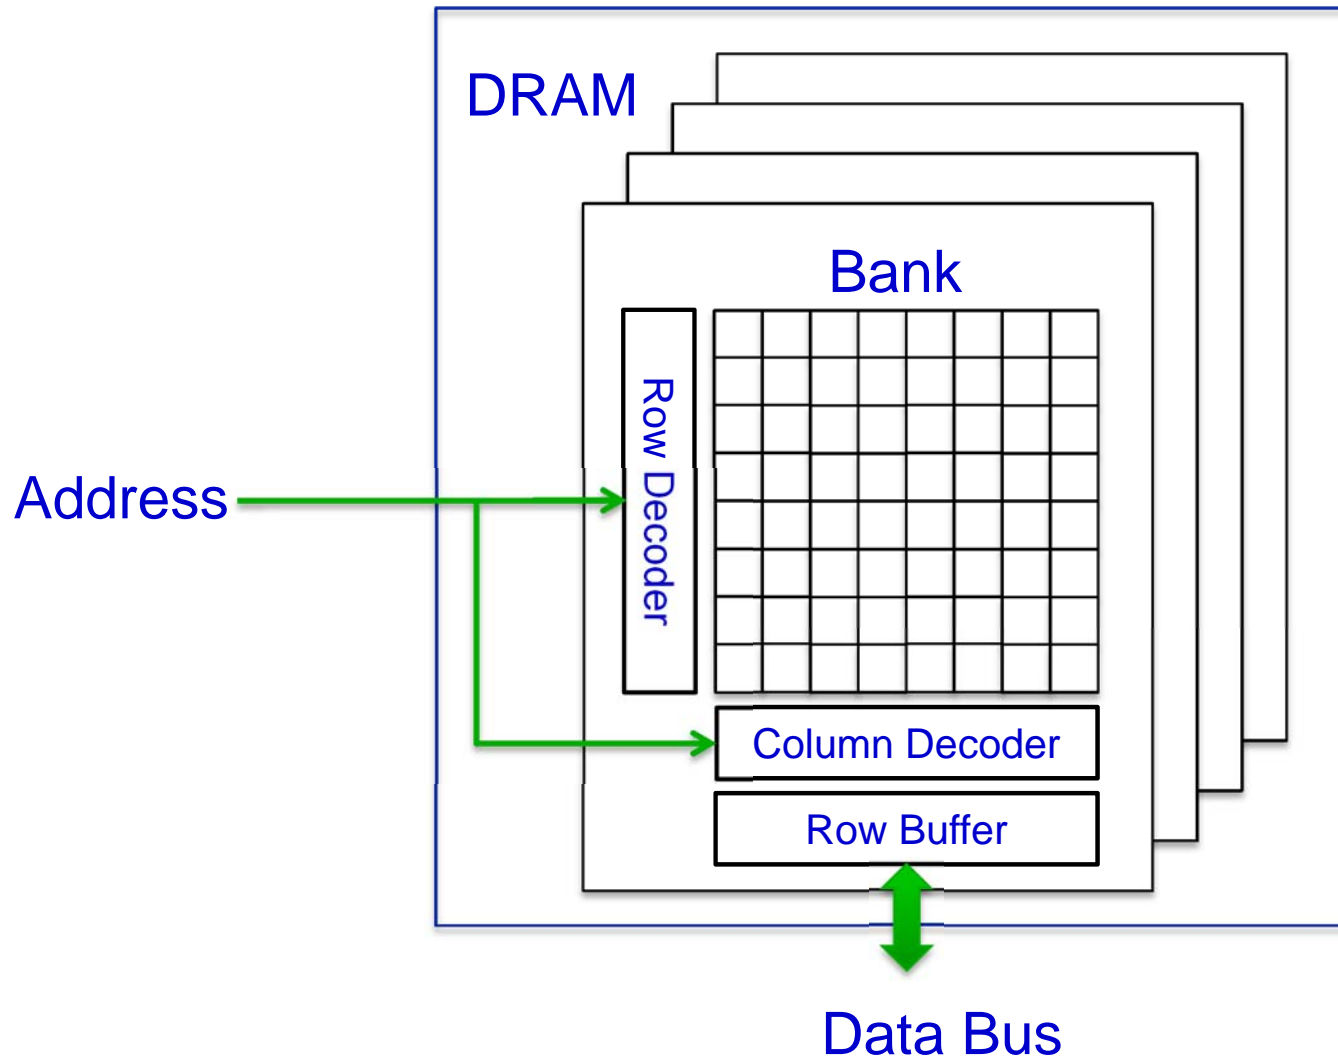 DRAM
Bank
Row Decoder
Address
Column Decoder
Row Buffer
Data Bus